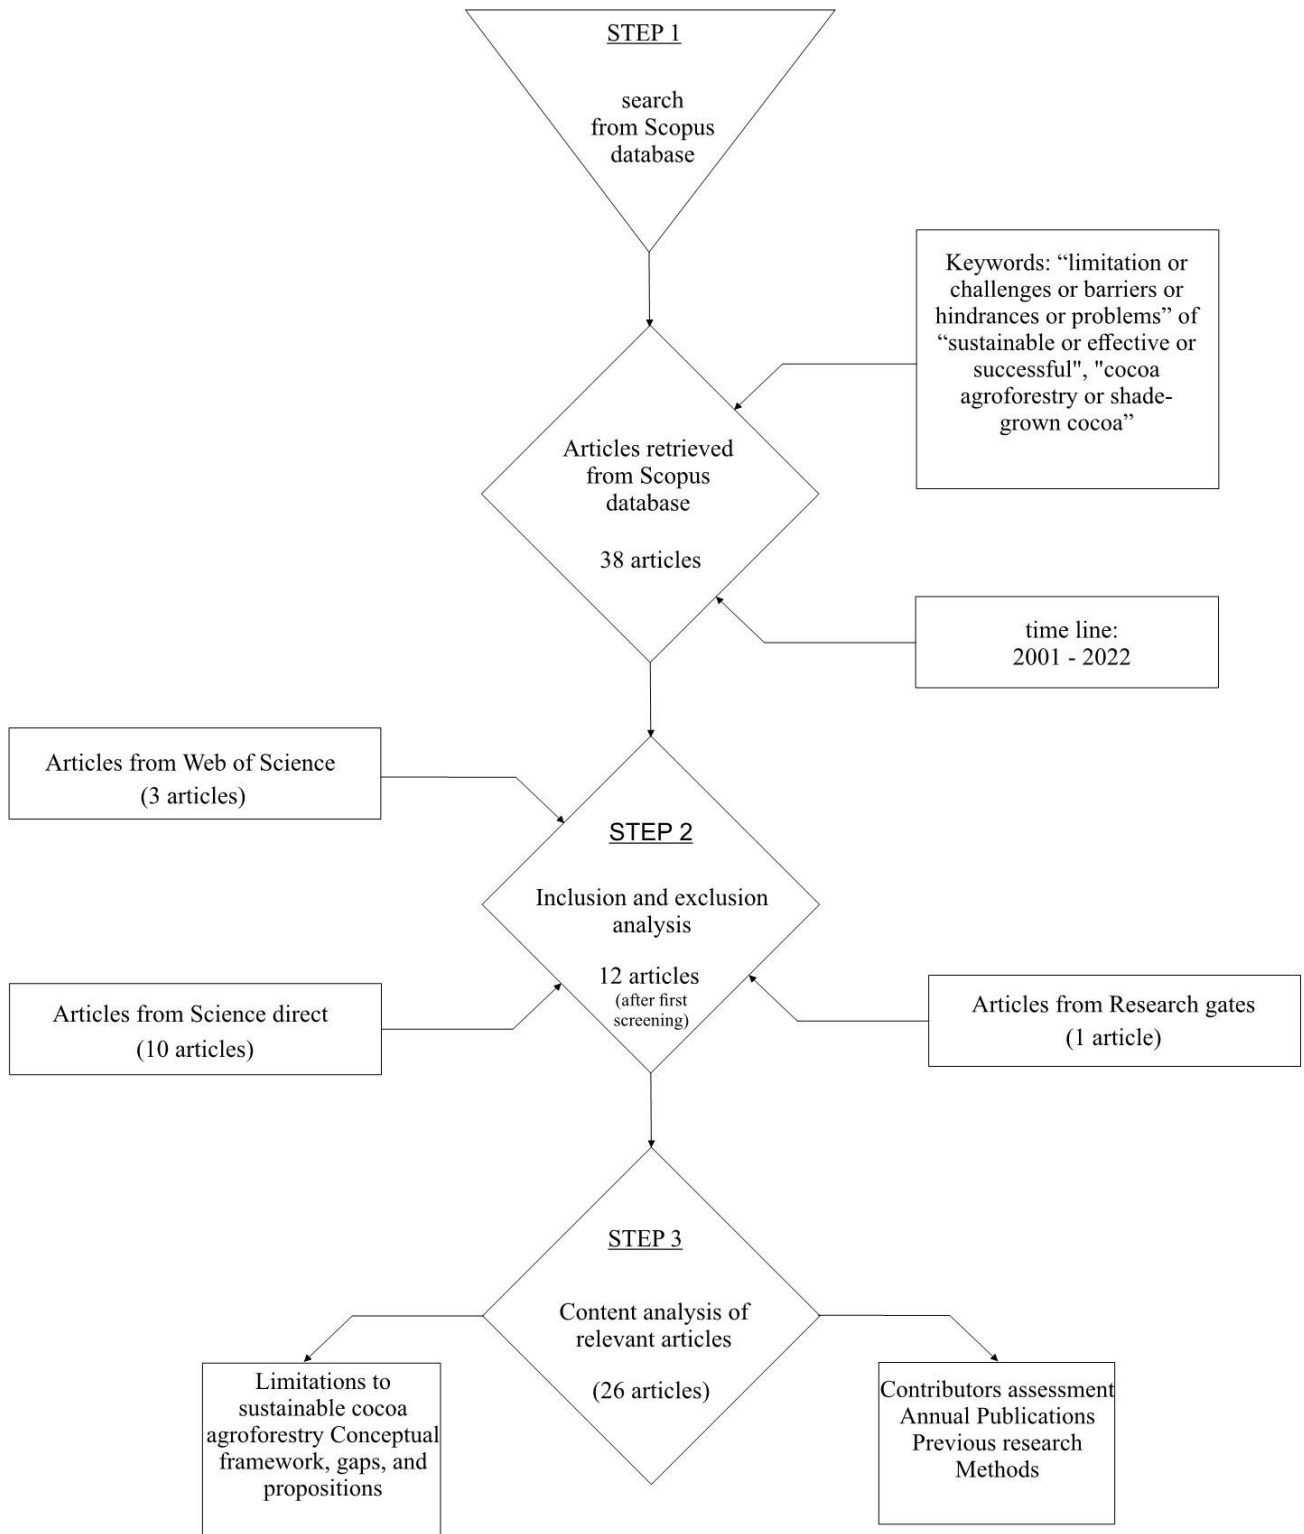 STEP 1
search
from Scopus
database
Keywords: “limitation or
challenges or barriers or
hindrances or problems” of
“sustainable or effective or
successful", "cocoa
agroforestry or shade-
grown cocoa”
Articles retrieved
from Scopus
database
38 articles
time line:
2001 - 2022
Articles from Web of Science
(3 articles)
STEP 2
Inclusion and exclusion
analysis
12 articles
(after first
screening)
Articles from Science direct
(10 articles)
Articles from Research gates
(1 article)
STEP 3
Content analysis of
relevant articles
(26 articles)
Limitations to
sustainable cocoa
agroforestry Conceptual
framework, gaps, and
propositions
Contributors assessment
Annual Publications
Previous research
Methods